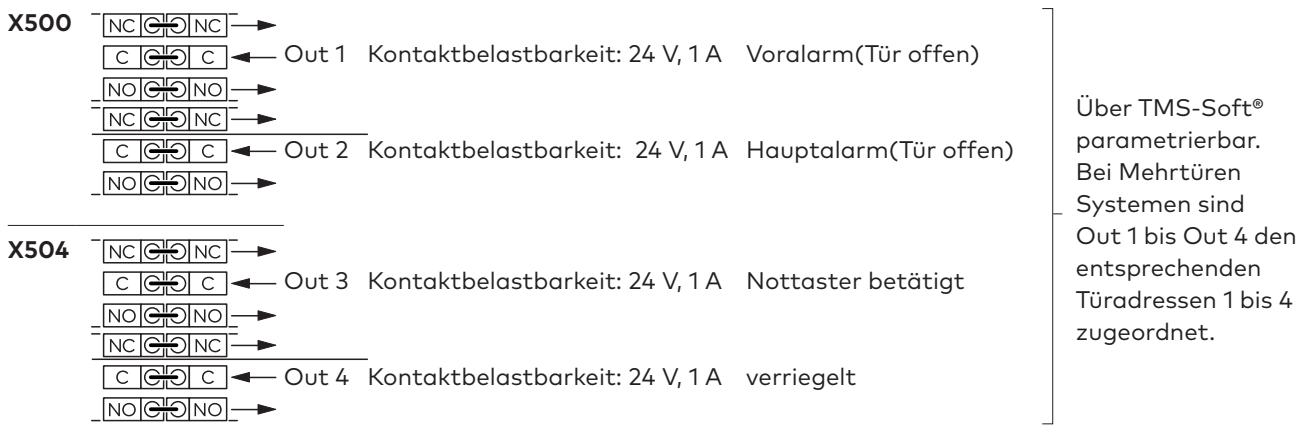 X500 NC NC
C C Out 1 Kontaktbelastbarkeit: 24 V, 1 A Voralarm(Tür offen)
NO NO
NC NC
C C Out 2 Kontaktbelastbarkeit: 24 V, 1 A Hauptalarm(Tür offen)
NO NO
X504 NC NC
C C Out 3 Kontaktbelastbarkeit: 24 V, 1 A Nottaster betätigt
NO NO
NC NC
C C Out 4 Kontaktbelastbarkeit: 24 V, 1 A verriegelt
NO NO
Über TMS-Soft®
parametrierbar.
Bei Mehrtüren
Systemen sind
Out 1 bis Out 4 den
entsprechenden
Türadressen 1 bis 4
zugeordnet.